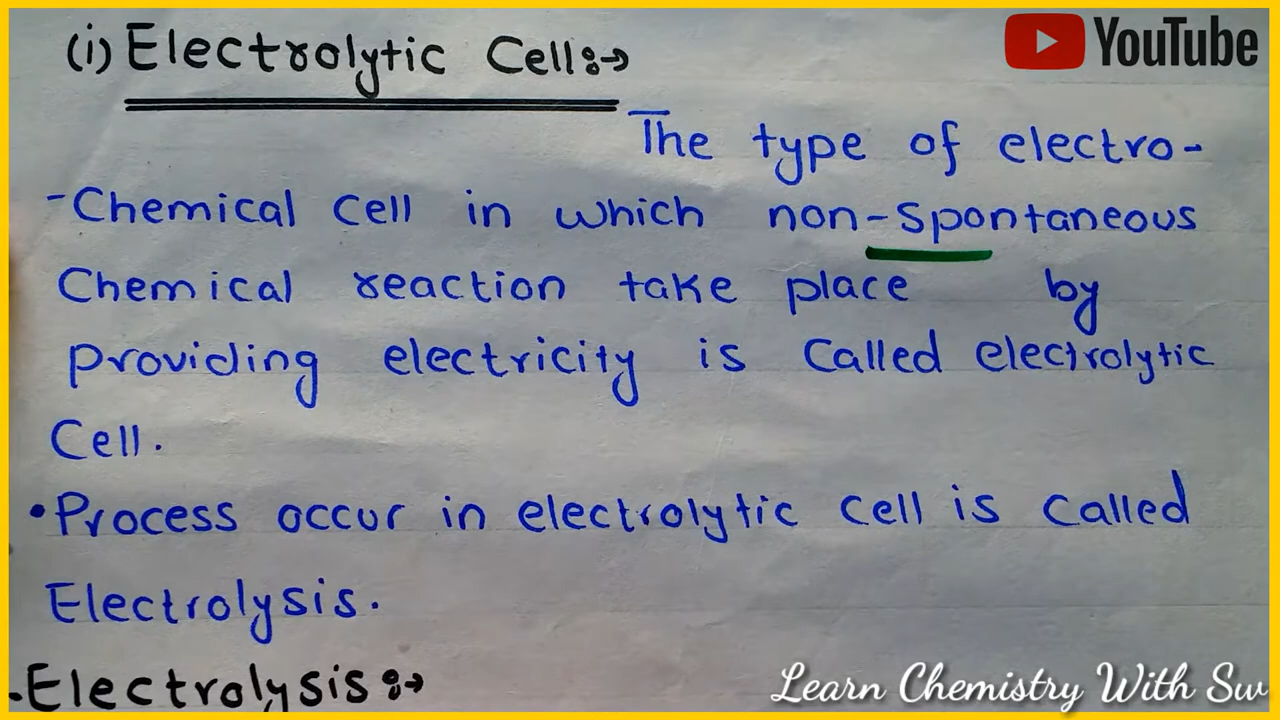 (i) Electrolytic Cell:→
YouTube
The type of electro-
-Chemical cell in which non-spontaneous
Chemical reaction take place by
providing electricity is called electrolytic
Cell.
•Process occur in electrolytic cell is called
Electrolysis.
•Electrolysis:→
Learn Chemistry With Sw